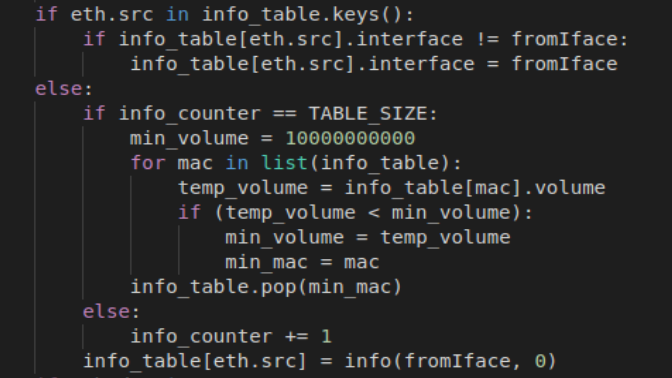 if eth.src in info_table.keys():
    if info_table[eth.src].interface != fromIface:
        info_table[eth.src].interface = fromIface
else:
    if info_counter == TABLE_SIZE:
        min_volume = 10000000000
        for mac in list(info_table):
            temp_volume = info_table[mac].volume
            if (temp_volume < min_volume):
                min_volume = temp_volume
                min_mac = mac
        info_table.pop(min_mac)
    else:
        info_counter += 1
    info_table[eth.src] = info(fromIface, 0)